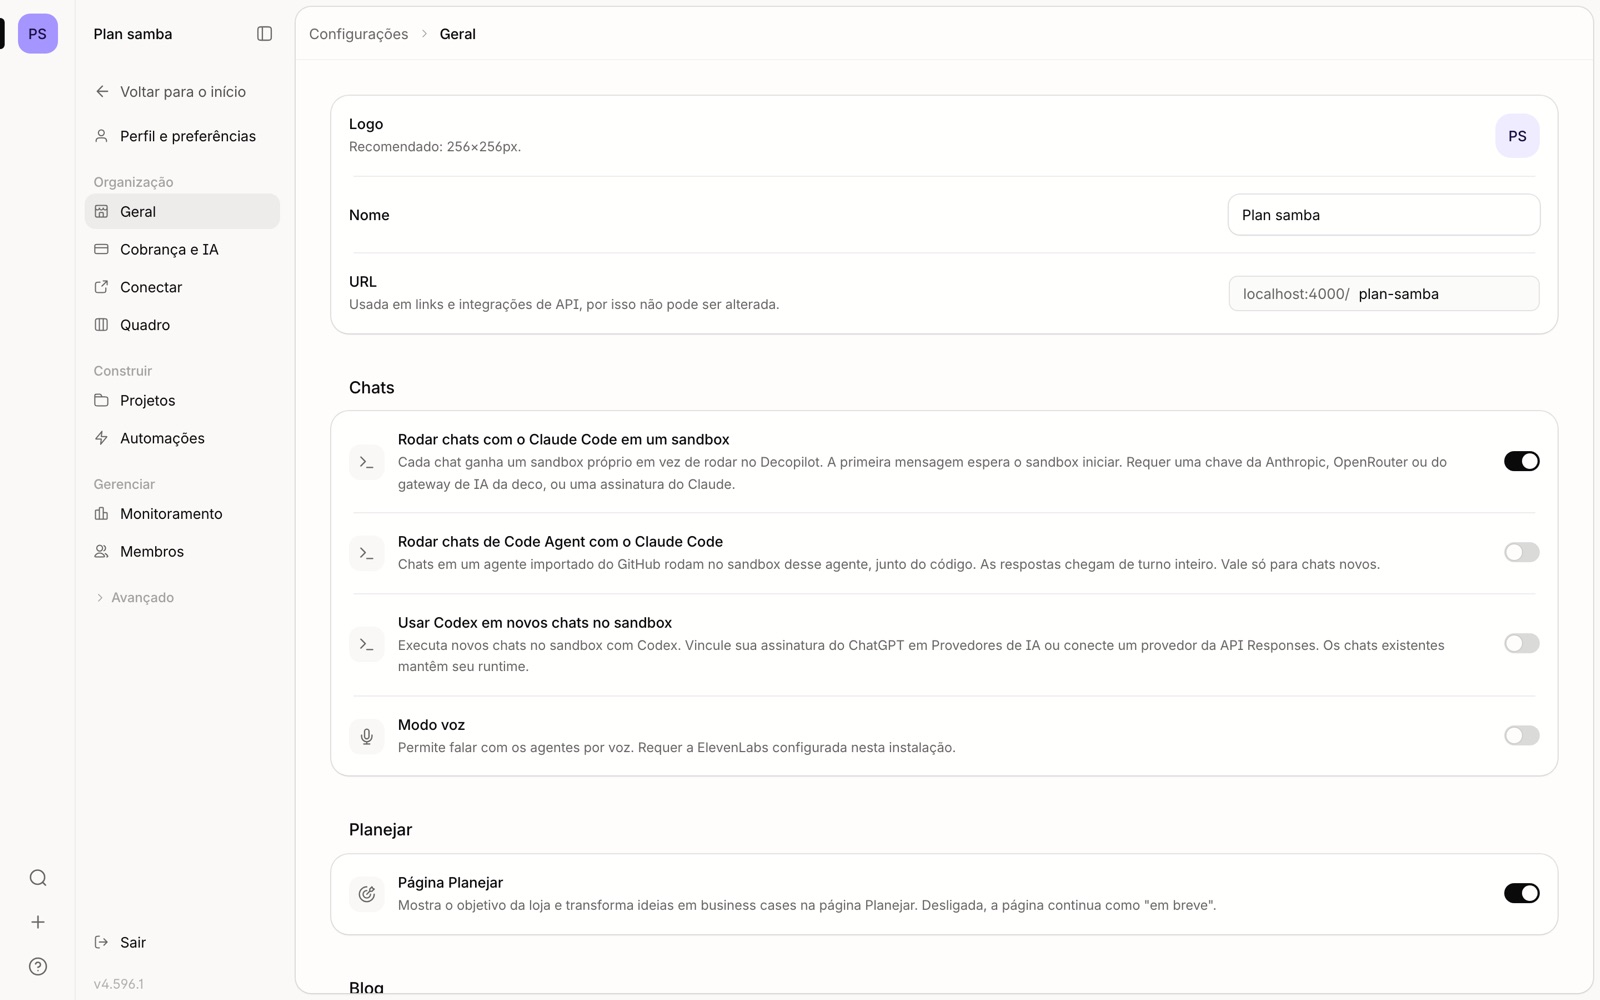 PS
Plan samba
Voltar para o início
Perfil e preferências
Organização
Geral
Cobrança e IA
Conectar
Quadro
Construir
Projetos
Automações
Gerenciar
Monitoramento
Membros
Avançado
Sair
v4.596.1
Configurações > Geral
Logo
Recomendado: 256×256px.
PS
Nome
Plan samba
URL
Usada em links e integrações de API, por isso não pode ser alterada.
localhost:4000/ plan-samba
Chats
Rodar chats com o Claude Code em um sandbox
Cada chat ganha um sandbox próprio em vez de rodar no Decopilot. A primeira mensagem espera o sandbox iniciar. Requer uma chave da Anthropic, OpenRouter ou do
gateway de IA da deco, ou uma assinatura do Claude.
Rodar chats de Code Agent com o Claude Code
Chats em um agente importado do GitHub rodam no sandbox desse agente, junto do código. As respostas chegam de turno inteiro. Vale só para chats novos.
Usar Codex em novos chats no sandbox
Executa novos chats no sandbox com Codex. Vincule sua assinatura do ChatGPT em Provedores de IA ou conecte um provedor da API Responses. Os chats existentes
mantêm seu runtime.
Modo voz
Permite falar com os agentes por voz. Requer a ElevenLabs configurada nesta instalação.
Planejar
Página Planejar
Mostra o objetivo da loja e transforma ideias em business cases na página Planejar. Desligada, a página continua como "em breve".
Blog